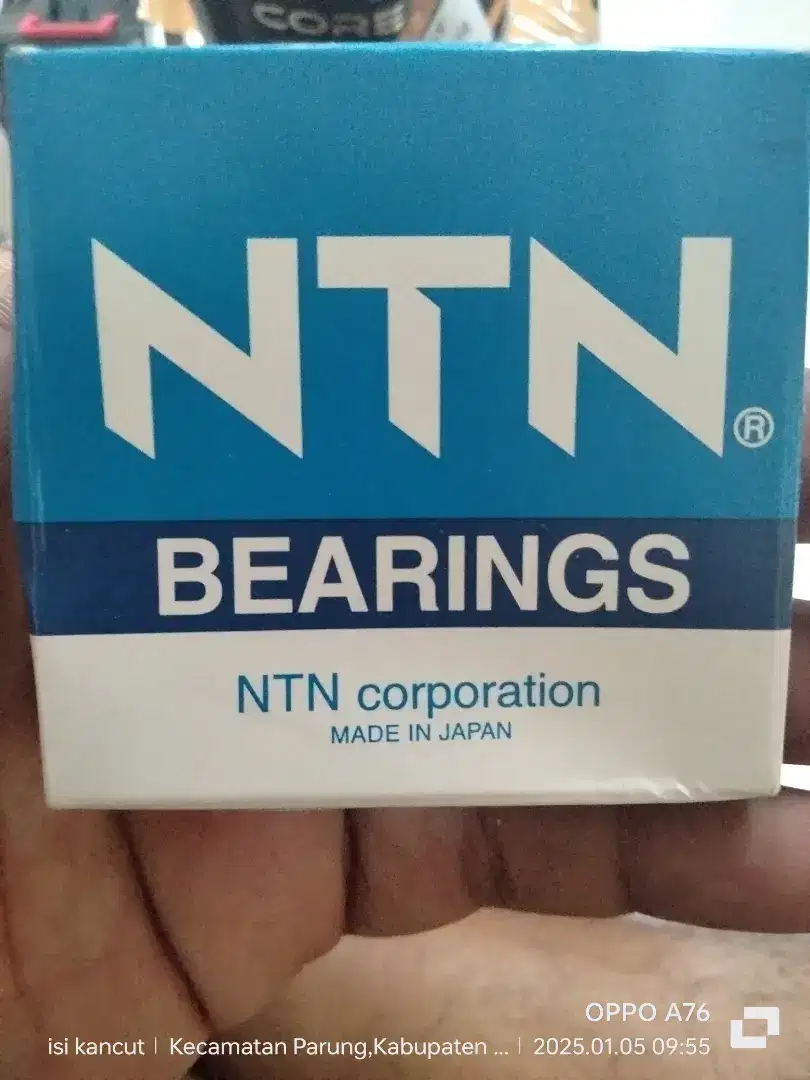 CORE
NTN®
BEARINGS
NTN corporation
MADE IN JAPAN
OPPO A76
isi kancut | Kecamatan Parung,Kabupaten ... | 2025.01.05 09:55